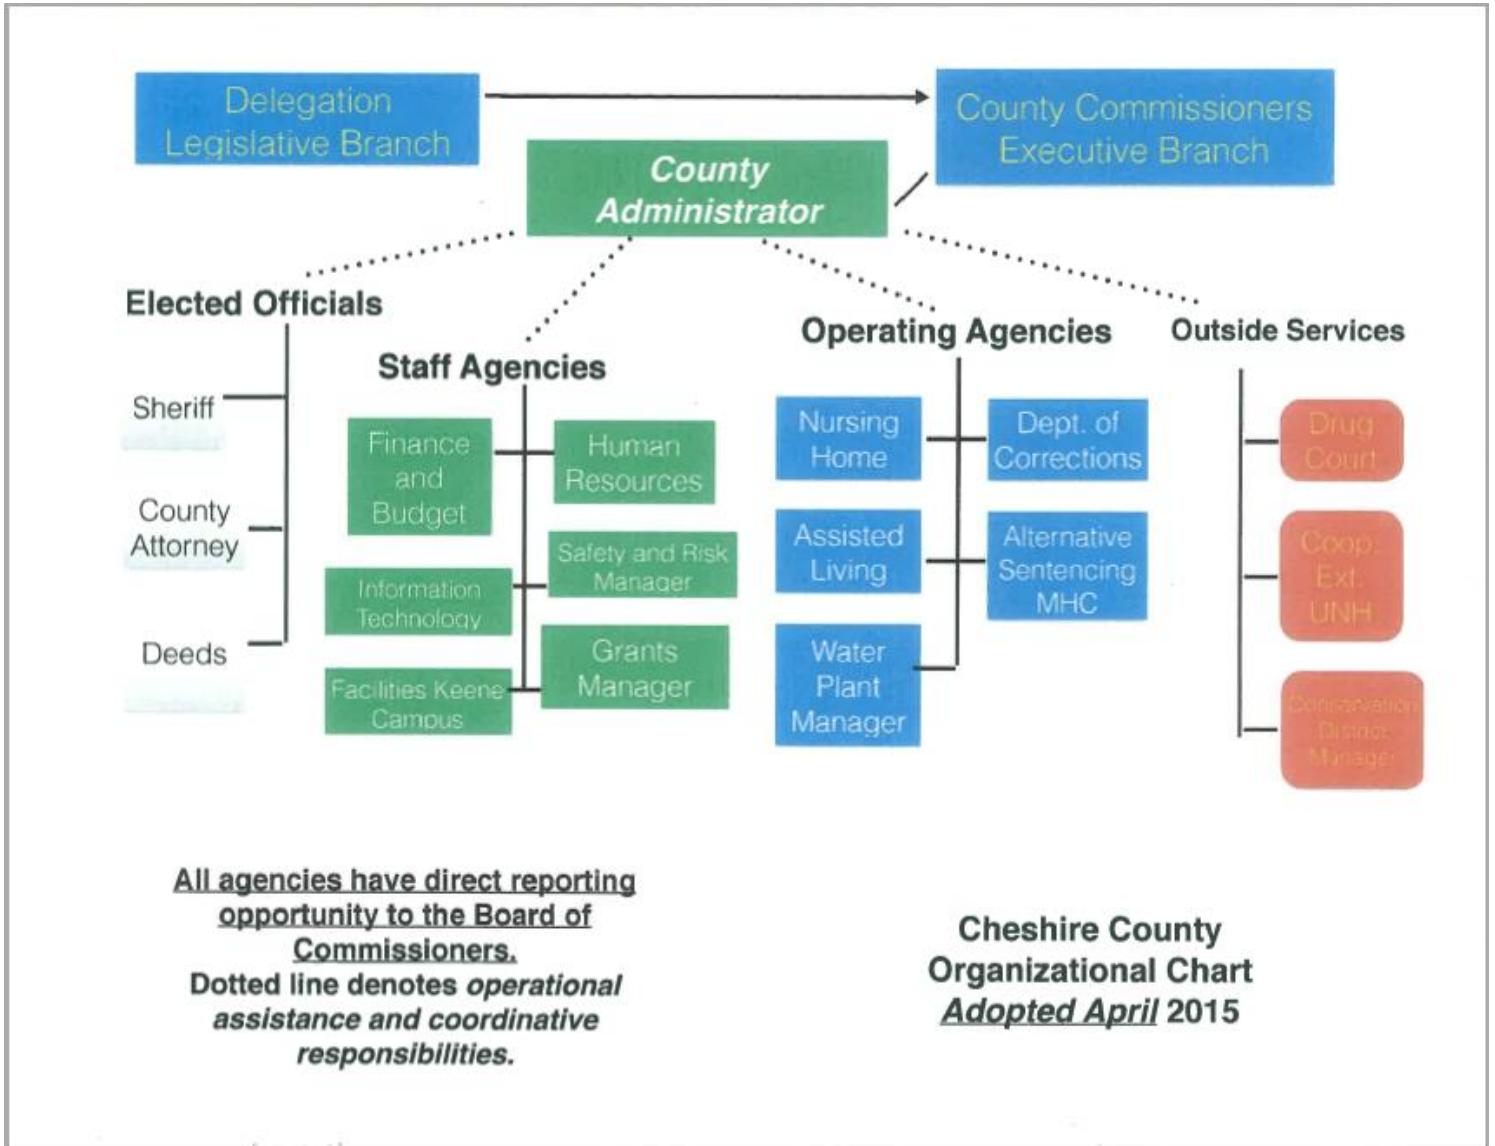 Delegation
Legislative Branch
County Commissioners
Executive Branch
County
Administrator
Elected Officials
Sheriff
County
Attorney
Deeds
Staff Agencies
Finance
and
Budget
Human
Resources
Information
Technology
Safety and Risk
Manager
Facilities Keene
Campus
Grants
Manager
Operating Agencies
Nursing
Home
Dept. of
Corrections
Assisted
Living
Alternative
Sentencing
MHC
Water
Plant
Manager
Outside Services
Drug
Court
Coop.
Ext.
UNH
Conservation
District
Manager
All agencies have direct reporting
opportunity to the Board of
Commissioners.
Dotted line denotes operational
assistance and coordinative
responsibilities.
Cheshire County
Organizational Chart
Adopted April 2015